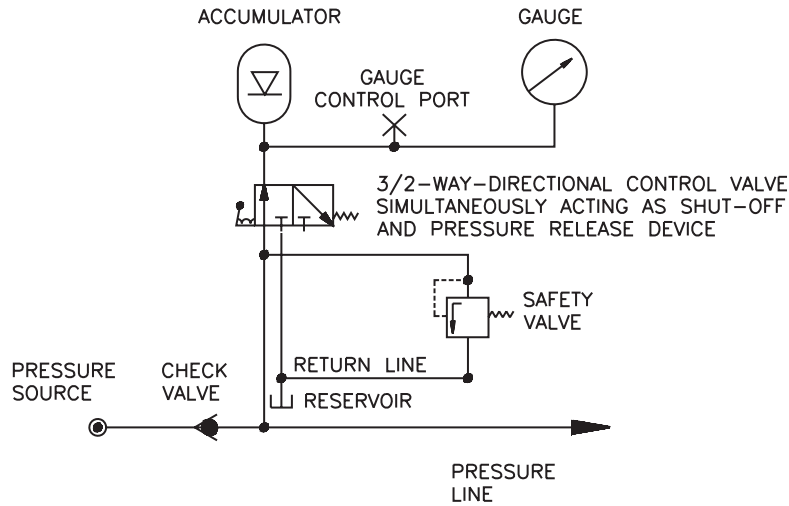 ACCUMULATOR
GAUGE
GAUGE
CONTROL PORT
3/2-WAY-DIRECTIONAL CONTROL VALVE
SIMULTANEOUSLY ACTING AS SHUT-OFF
AND PRESSURE RELEASE DEVICE
SAFETY
VALVE
RETURN LINE
PRESSURE
SOURCE
CHECK
VALVE
RESERVOIR
PRESSURE
LINE